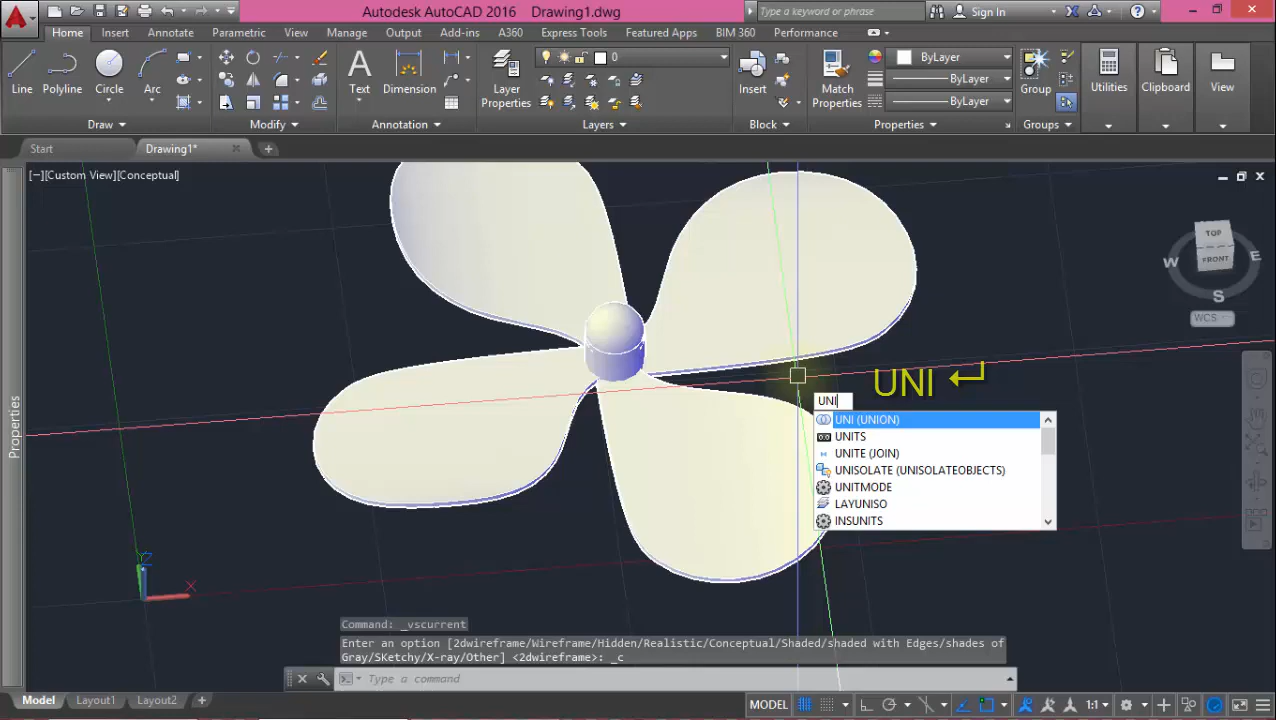 Autodesk AutoCAD 2016 Drawing1.dwg
Type a keyword or phrase
Sign In
Home Insert Annotate Parametric View Manage Output Add-ins A360 Express Tools Featured Apps BIM 360 Performance
Line Polyline Circle Arc
Text Dimension
Layer Properties
0
Insert
Match Properties
ByLayer
ByLayer
ByLayer
Group
Utilities
Clipboard
View
Draw Modify Annotation Layers Block Properties Groups
Start Drawing1*
[−][Custom View][Conceptual]
TOP
FRONT
W
E
S
WCS
Properties
UNI
UNI
UNI (UNION)
UNITS
UNITE (JOIN)
UNISOLATE (UNISOLATEOBJECTS)
UNITMODE
LAYUNISO
INSUNITS
Y
Z
X
Command: _vscurrent
Enter an option [2dwireframe/Wireframe/Hidden/Realistic/Conceptual/Shaded/shaded with Edges/shades of
Gray/SKetchy/X-ray/Other] <2dwireframe>: _c
Type a command
Model Layout1 Layout2
MODEL
1:1